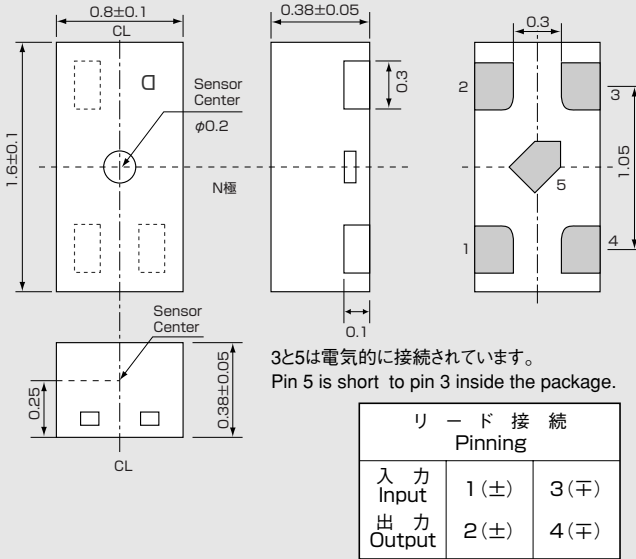 0.8±0.1
CL
D
Sensor
Center
φ0.2
1.6±0.1
N極
0.38±0.05
0.3
0.1
0.3
2
3
5
1
4
1.05
Sensor
Center
0.25
0.38±0.05
CL
3と5は電気的に接続されています。
Pin 5 is short to pin 3 inside the package.
リード接続
Pinning
入力 1(±) 3(∓)
Input
出力 2(±) 4(∓)
Output